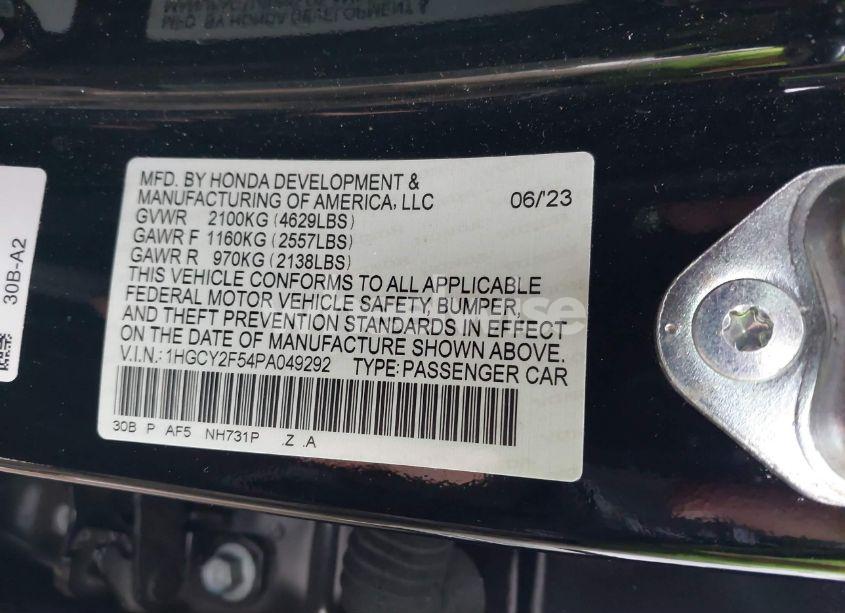 MFD. BY HONDA DEVELOPMENT &
MANUFACTURING OF AMERICA, LLC 06/'23
GVWR 2100KG (4629LBS)
GAWR F 1160KG (2557LBS)
GAWR R 970KG (2138LBS)
THIS VEHICLE CONFORMS TO ALL APPLICABLE
FEDERAL MOTOR VEHICLE SAFETY, BUMPER,
AND THEFT PREVENTION STANDARDS IN EFFECT
ON THE DATE OF MANUFACTURE SHOWN ABOVE.
V.I.N.: 1HGCY2F54PA049292 TYPE: PASSENGER CAR
30B P AF5 NH731P .Z .A
30B-A2